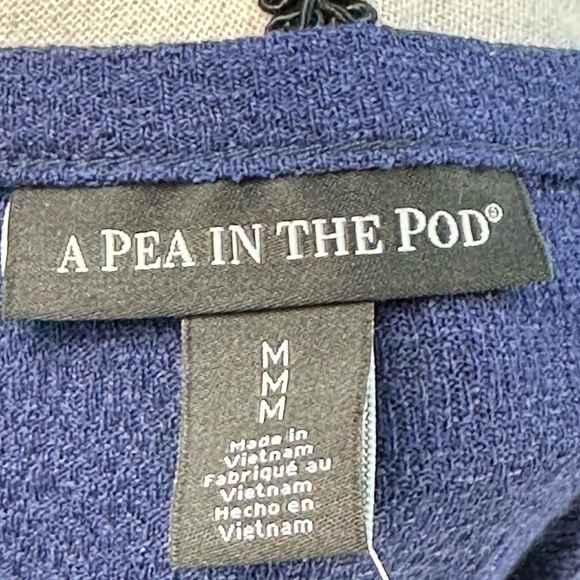 A PEA IN THE POD®
M
M
M
Made in
Vietnam
Fabriqué au
Vietnam
Hecho en
Vietnam